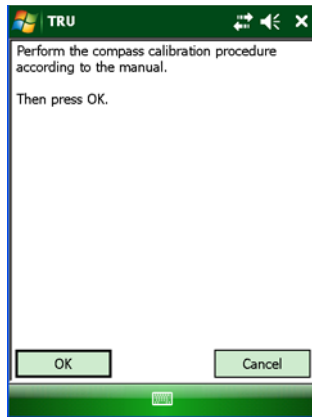 TRU
Perform the compass calibration procedure
according to the manual.
Then press OK.
OK
Cancel